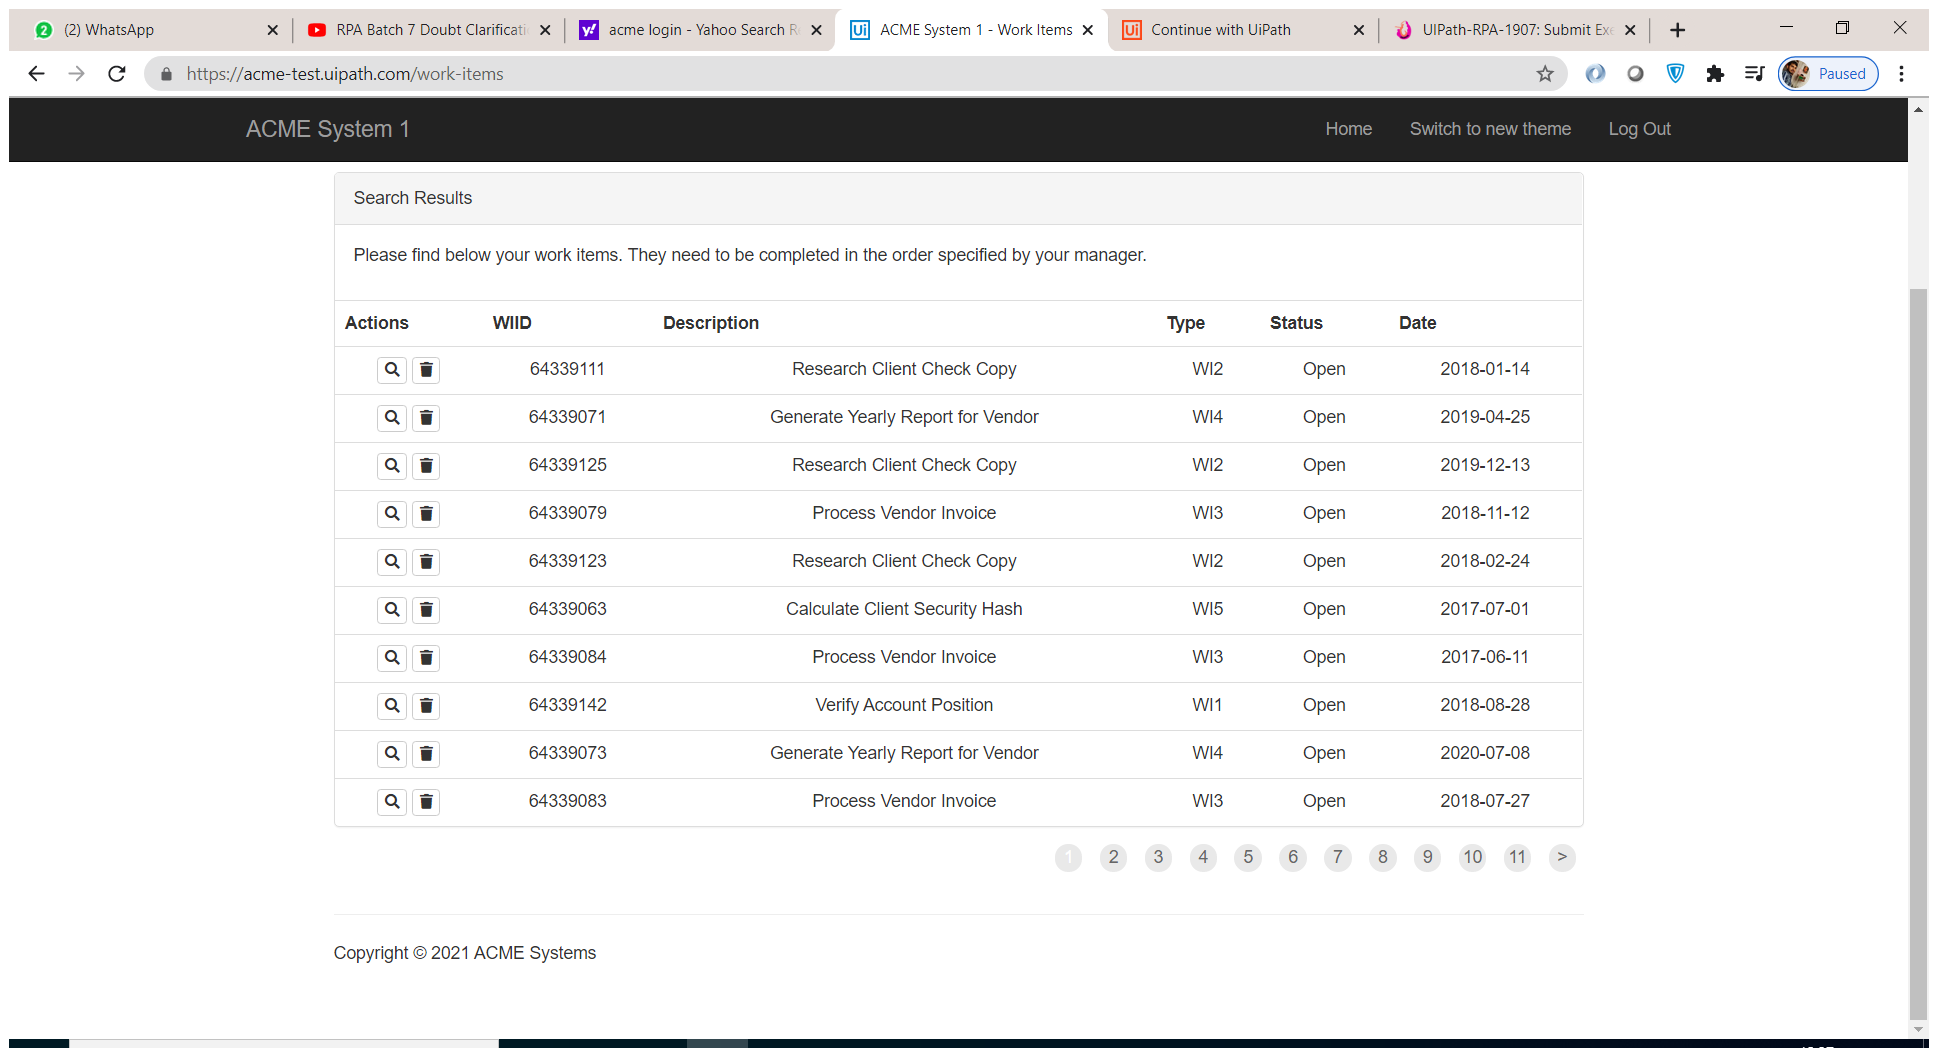 (2) WhatsApp
RPA Batch 7 Doubt Clarificati
acme login - Yahoo Search R
ACME System 1 - Work Items
Continue with UiPath
UIPath-RPA-1907: Submit Exe
https://acme-test.uipath.com/work-items
Paused
ACME System 1 Home Switch to new theme Log Out
Search Results
Please find below your work items. They need to be completed in the order specified by your manager.
Actions WIID Description Type Status Date
64339111 Research Client Check Copy WI2 Open 2018-01-14
64339071 Generate Yearly Report for Vendor WI4 Open 2019-04-25
64339125 Research Client Check Copy WI2 Open 2019-12-13
64339079 Process Vendor Invoice WI3 Open 2018-11-12
64339123 Research Client Check Copy WI2 Open 2018-02-24
64339063 Calculate Client Security Hash WI5 Open 2017-07-01
64339084 Process Vendor Invoice WI3 Open 2017-06-11
64339142 Verify Account Position WI1 Open 2018-08-28
64339073 Generate Yearly Report for Vendor WI4 Open 2020-07-08
64339083 Process Vendor Invoice WI3 Open 2018-07-27
1 2 3 4 5 6 7 8 9 10 11 >
Copyright © 2021 ACME Systems